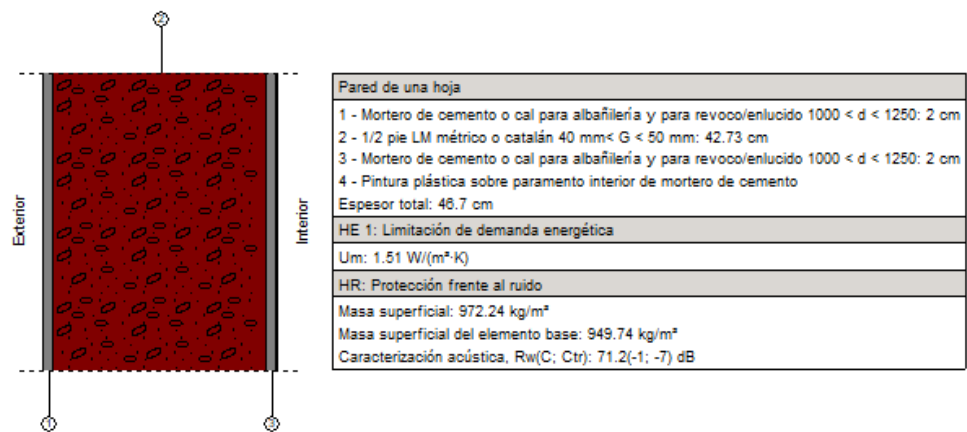 2
Exterior
Interior
1
3
Pared de una hoja
1 - Mortero de cemento o cal para albañilería y para revoco/enlucido 1000 < d < 1250: 2 cm
2 - 1/2 pie LM métrico o catalán 40 mm< G < 50 mm: 42.73 cm
3 - Mortero de cemento o cal para albañilería y para revoco/enlucido 1000 < d < 1250: 2 cm
4 - Pintura plástica sobre paramento interior de mortero de cemento
Espesor total: 46.7 cm
HE 1: Limitación de demanda energética
Um: 1.51 W/(m²·K)
HR: Protección frente al ruido
Masa superficial: 972.24 kg/m²
Masa superficial del elemento base: 949.74 kg/m²
Caracterización acústica, Rw(C; Ctr): 71.2(-1; -7) dB